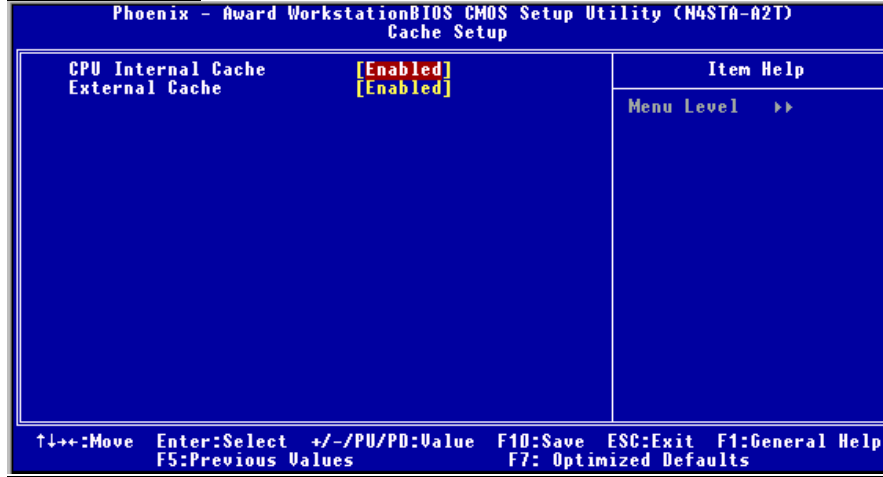 Phoenix - Award WorkstationBIOS CMOS Setup Utility (N4STA-A2T)
Cache Setup
CPU Internal Cache [Enabled]
External Cache [Enabled]
Item Help
Menu Level ▸▸
↑↓→←:Move Enter:Select +/-/PU/PD:Value F10:Save ESC:Exit F1:General Help
F5:Previous Values F7: Optimized Defaults